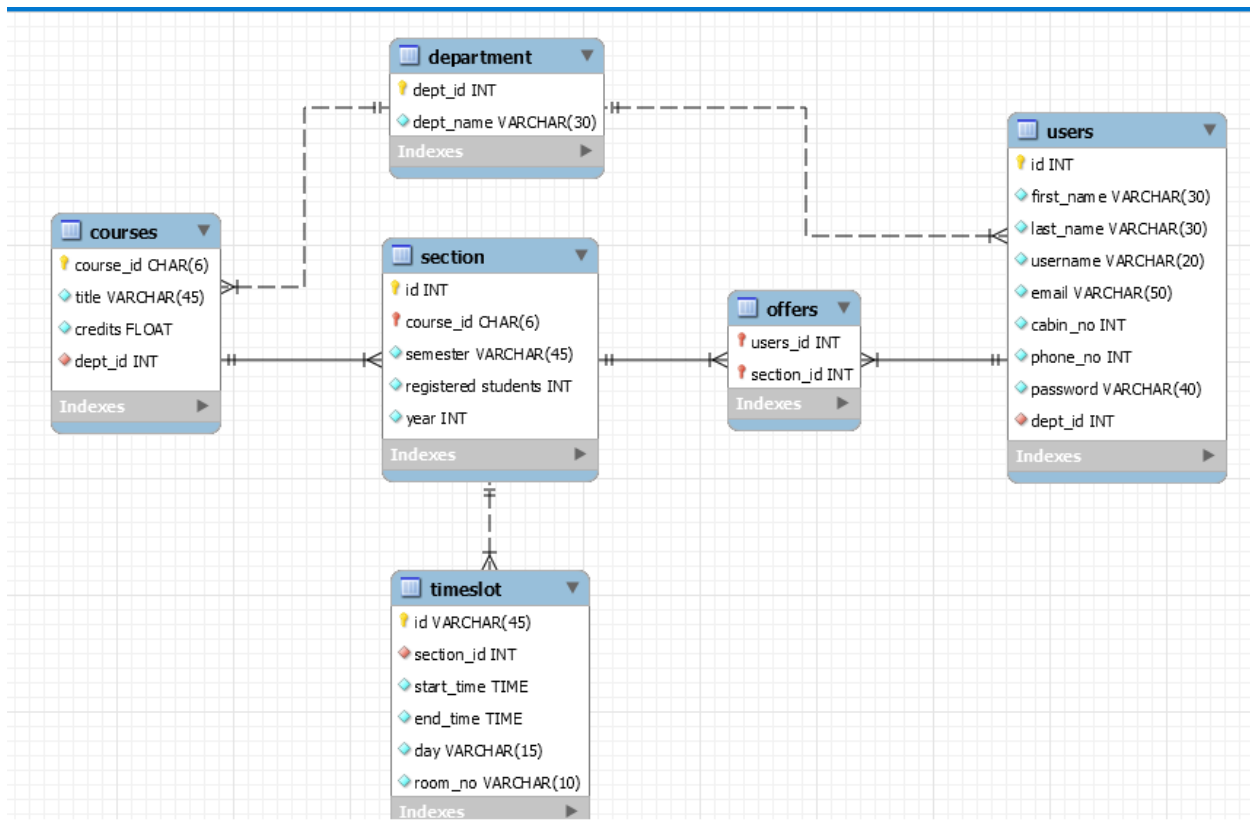 department
dept_id INT
dept_name VARCHAR(30)
Indexes
users
id INT
first_name VARCHAR(30)
last_name VARCHAR(30)
username VARCHAR(20)
email VARCHAR(50)
cabin_no INT
phone_no INT
password VARCHAR(40)
dept_id INT
Indexes
courses
course_id CHAR(6)
title VARCHAR(45)
credits FLOAT
dept_id INT
Indexes
section
id INT
course_id CHAR(6)
semester VARCHAR(45)
registered students INT
year INT
Indexes
offers
users_id INT
section_id INT
Indexes
timeslot
id VARCHAR(45)
section_id INT
start_time TIME
end_time TIME
day VARCHAR(15)
room_no VARCHAR(10)
Indexes